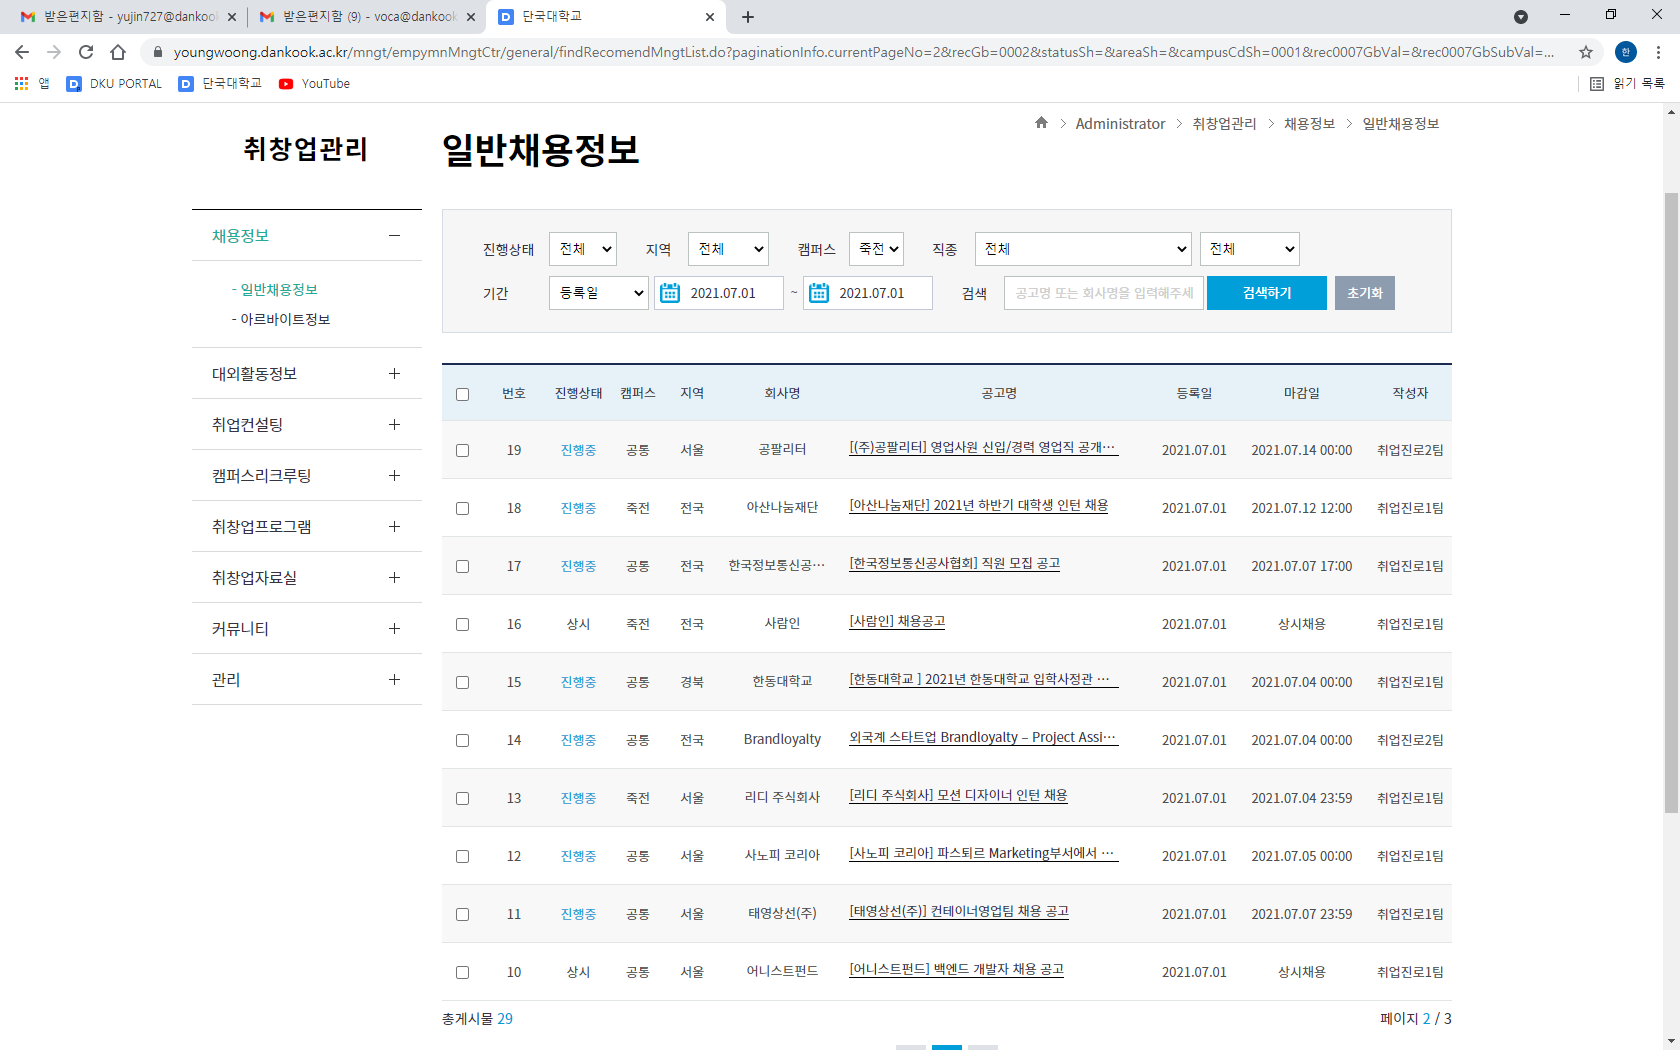 받은편지함 - yujin727@dankook
받은편지함 (9) - voca@dankook
단국대학교
youngwoong.dankook.ac.kr/mngt/empymnMngtCtr/general/findRecomendMngtList.do?paginationInfo.currentPageNo=2&recGb=0002&statusSh=&areaSh=&campusCdSh=0001&rec0007GbVal=&rec0007GbSubVal=...
한
앱 DKU PORTAL 단국대학교 YouTube 읽기 목록
Administrator > 취창업관리 > 채용정보 > 일반채용정보
취창업관리
일반채용정보
채용정보
- 일반채용정보
- 아르바이트정보
대외활동정보
취업컨설팅
캠퍼스리크루팅
취창업프로그램
취창업자료실
커뮤니티
관리
진행상태 전체 지역 전체 캠퍼스 죽전 직종 전체 전체
기간 등록일 2021.07.01 ~ 2021.07.01 검색 공고명 또는 회사명을 입력해주세 검색하기 초기화
번호 진행상태 캠퍼스 지역 회사명 공고명 등록일 마감일 작성자
19 진행중 공통 서울 공팔리터 [(주)공팔리터] 영업사원 신입/경력 영업직 공개… 2021.07.01 2021.07.14 00:00 취업진로2팀
18 진행중 죽전 전국 아산나눔재단 [아산나눔재단] 2021년 하반기 대학생 인턴 채용 2021.07.01 2021.07.12 12:00 취업진로1팀
17 진행중 공통 전국 한국정보통신공… [한국정보통신공사협회] 직원 모집 공고 2021.07.01 2021.07.07 17:00 취업진로1팀
16 상시 죽전 전국 사람인 [사람인] 채용공고 2021.07.01 상시채용 취업진로1팀
15 진행중 공통 경북 한동대학교 [한동대학교 ] 2021년 한동대학교 입학사정관 … 2021.07.01 2021.07.04 00:00 취업진로1팀
14 진행중 공통 전국 Brandloyalty 외국계 스타트업 Brandloyalty – Project Assi… 2021.07.01 2021.07.04 00:00 취업진로2팀
13 진행중 죽전 서울 리디 주식회사 [리디 주식회사] 모션 디자이너 인턴 채용 2021.07.01 2021.07.04 23:59 취업진로1팀
12 진행중 공통 서울 사노피 코리아 [사노피 코리아] 파스퇴르 Marketing부서에서 … 2021.07.01 2021.07.05 00:00 취업진로1팀
11 진행중 공통 서울 태영상선(주) [태영상선(주)] 컨테이너영업팀 채용 공고 2021.07.01 2021.07.07 23:59 취업진로1팀
10 상시 공통 서울 어니스트펀드 [어니스트펀드] 백엔드 개발자 채용 공고 2021.07.01 상시채용 취업진로1팀
총게시물 29
페이지 2 / 3